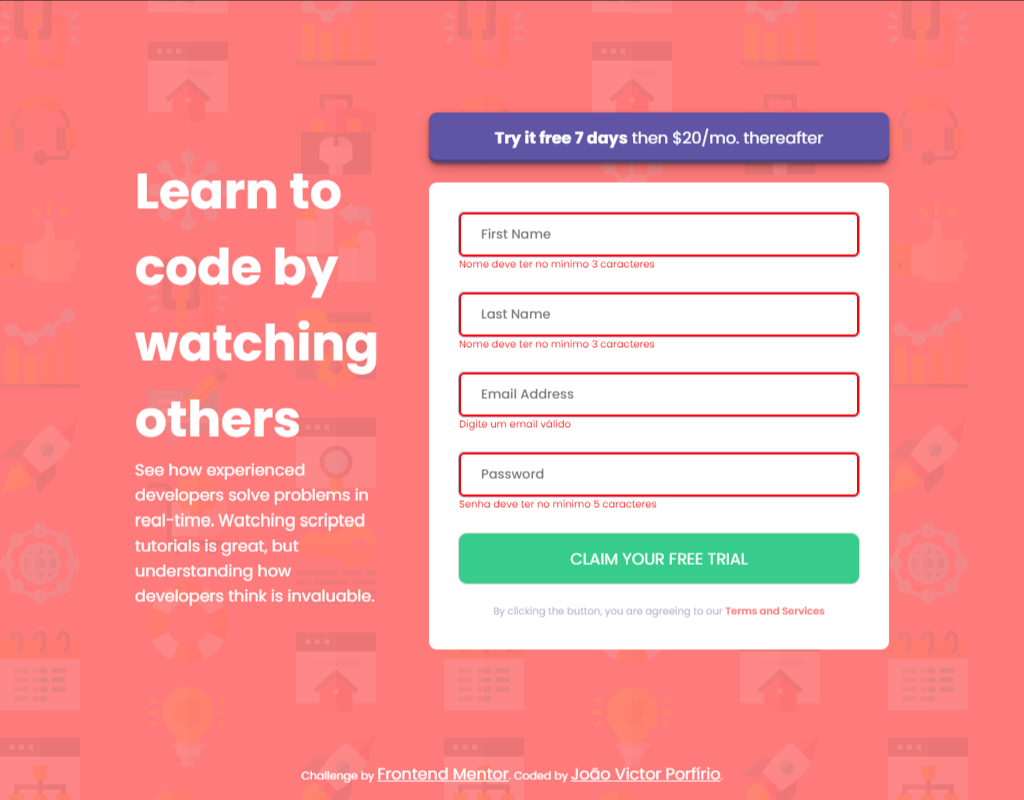 Learn to
code by
watching
others
See how experienced
developers solve problems in
real-time. Watching scripted
tutorials is great, but
understanding how
developers think is invaluable.
Try it free 7 days then $20/mo. thereafter
First Name
Nome deve ter no mínimo 3 caracteres
Last Name
Nome deve ter no mínimo 3 caracteres
Email Address
Digite um email válido
Password
Senha deve ter no mínimo 5 caracteres
CLAIM YOUR FREE TRIAL
By clicking the button, you are agreeing to our Terms and Services
Challenge by Frontend Mentor. Coded by João Victor Porfírio.